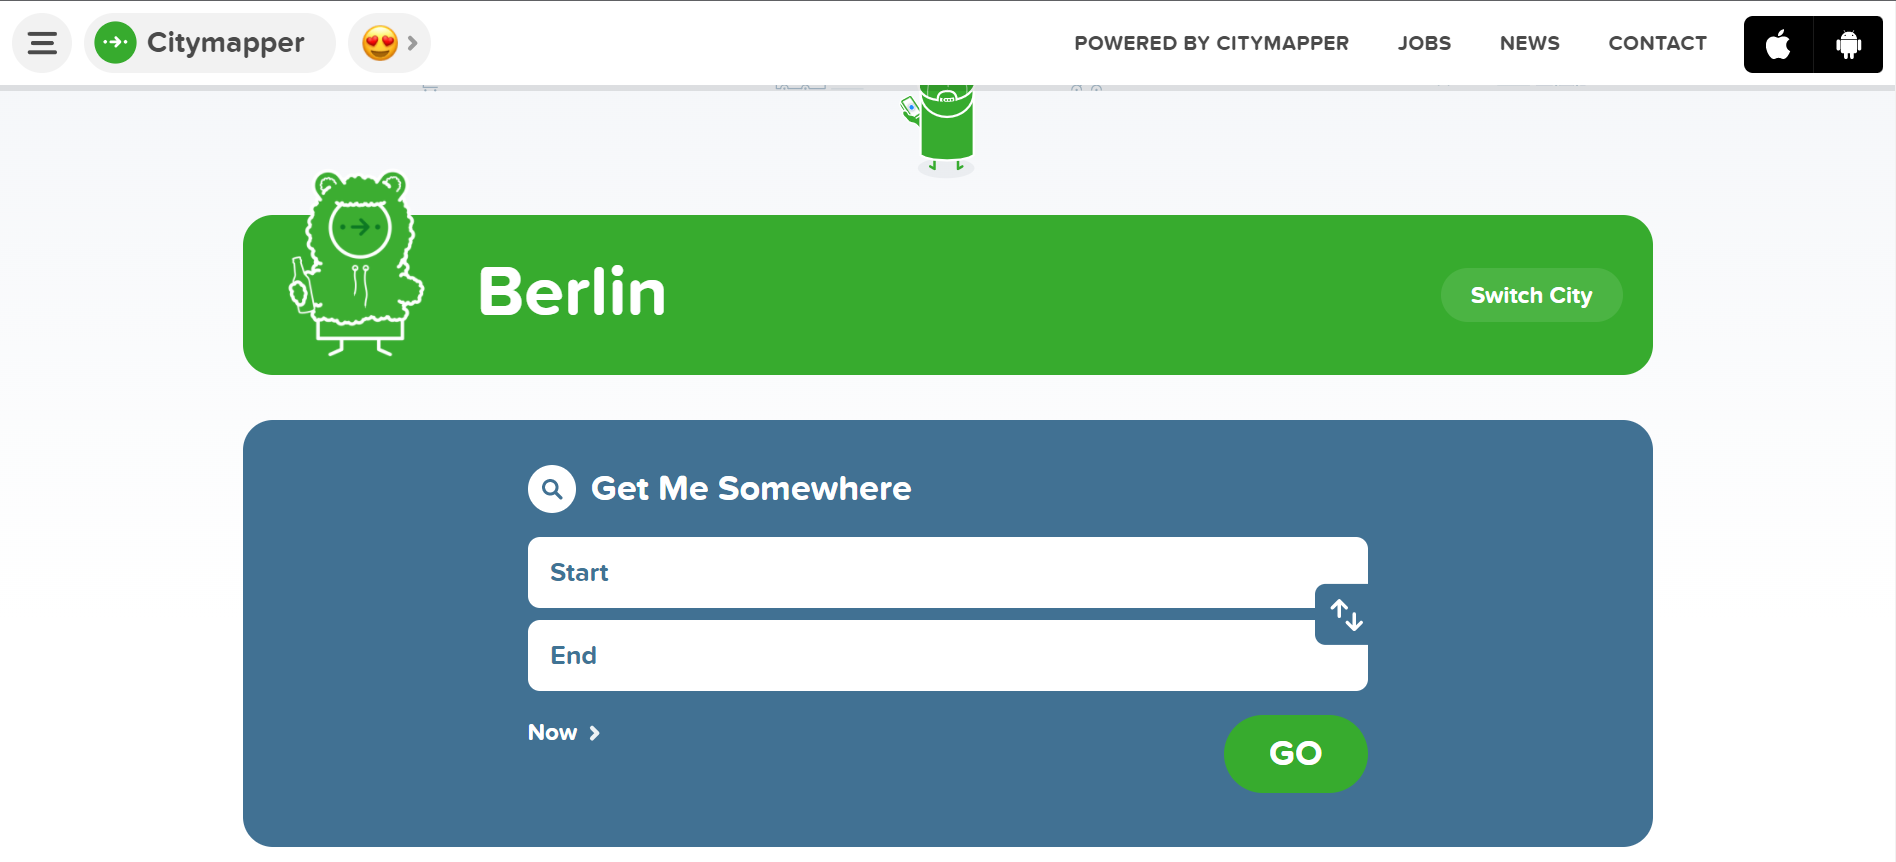 Citymapper
POWERED BY CITYMAPPER
JOBS
NEWS
CONTACT
Berlin
Switch City
Get Me Somewhere
Start
End
Now
GO